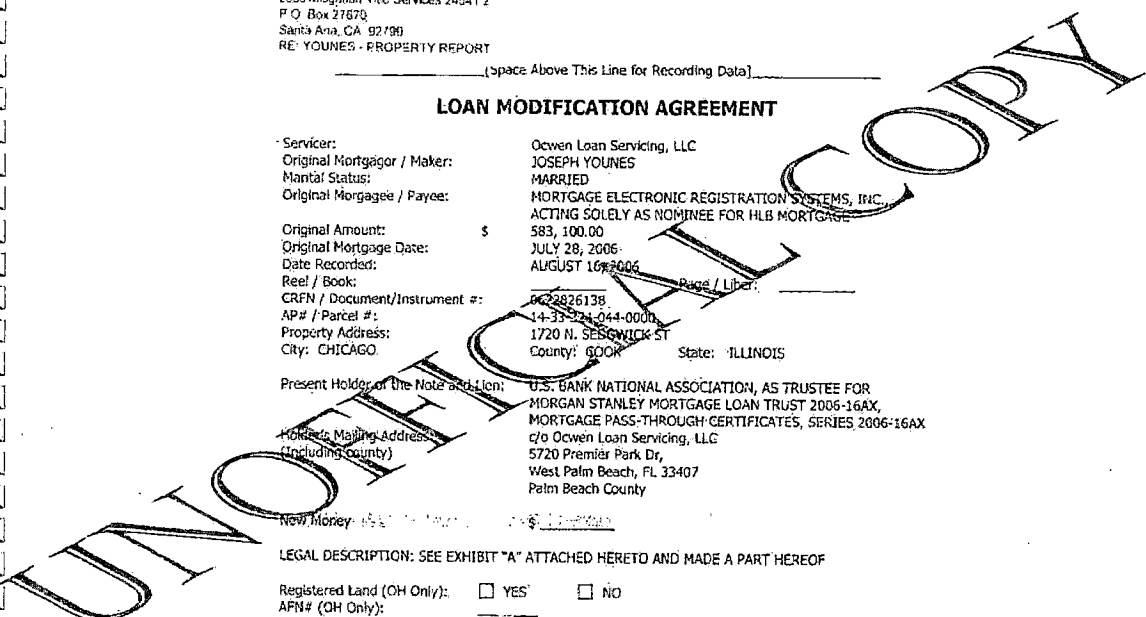 P.O. Box 27670
Santa Ana, CA 92799
RE: YOUNES - PROPERTY REPORT
[Space Above This Line for Recording Data]
LOAN MODIFICATION AGREEMENT
Servicer: Ocwen Loan Servicing, LLC
Original Mortgagor / Maker: JOSEPH YOUNES
Marital Status: MARRIED
Original Morgagee / Payee: MORTGAGE ELECTRONIC REGISTRATION SYSTEMS, INC.,
ACTING SOLELY AS NOMINEE FOR HLB MORTGAGE
Original Amount: $ 583, 100.00
Original Mortgage Date: JULY 28, 2006
Date Recorded: AUGUST 16, 2006
Reel / Book: Page / Liber:
CRFN / Document/Instrument #: 0622826138
AP# / Parcel #: 14-33-324-044-0000
Property Address: 1720 N. SEDGWICK ST
City: CHICAGO County: COOK State: ILLINOIS
Present Holder of the Note and Lien: U.S. BANK NATIONAL ASSOCIATION, AS TRUSTEE FOR
MORGAN STANLEY MORTGAGE LOAN TRUST 2006-16AX,
MORTGAGE PASS-THROUGH CERTIFICATES, SERIES 2006-16AX
Holder's Mailing Address: c/o Ocwen Loan Servicing, LLC
(Including county) 5720 Premier Park Dr,
West Palm Beach, FL 33407
Palm Beach County
New Money $
LEGAL DESCRIPTION: SEE EXHIBIT "A" ATTACHED HERETO AND MADE A PART HEREOF
Registered Land (OH Only): YES NO
AFN# (OH Only):
UNOFFICIAL COPY